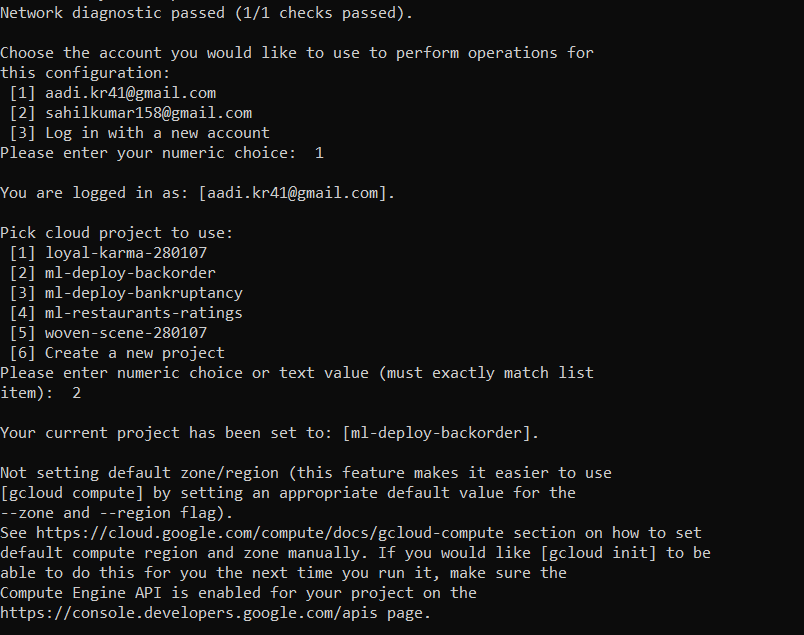 Network diagnostic passed (1/1 checks passed).
Choose the account you would like to use to perform operations for
this configuration:
[1] aadi.kr41@gmail.com
[2] sahilkumar158@gmail.com
[3] Log in with a new account
Please enter your numeric choice:  1
You are logged in as: [aadi.kr41@gmail.com].
Pick cloud project to use:
[1] loyal-karma-280107
[2] ml-deploy-backorder
[3] ml-deploy-bankruptancy
[4] ml-restaurants-ratings
[5] woven-scene-280107
[6] Create a new project
Please enter numeric choice or text value (must exactly match list
item):  2
Your current project has been set to: [ml-deploy-backorder].
Not setting default zone/region (this feature makes it easier to use
[gcloud compute] by setting an appropriate default value for the
--zone and --region flag).
See https://cloud.google.com/compute/docs/gcloud-compute section on how to set
default compute region and zone manually. If you would like [gcloud init] to be
able to do this for you the next time you run it, make sure the
Compute Engine API is enabled for your project on the
https://console.developers.google.com/apis page.